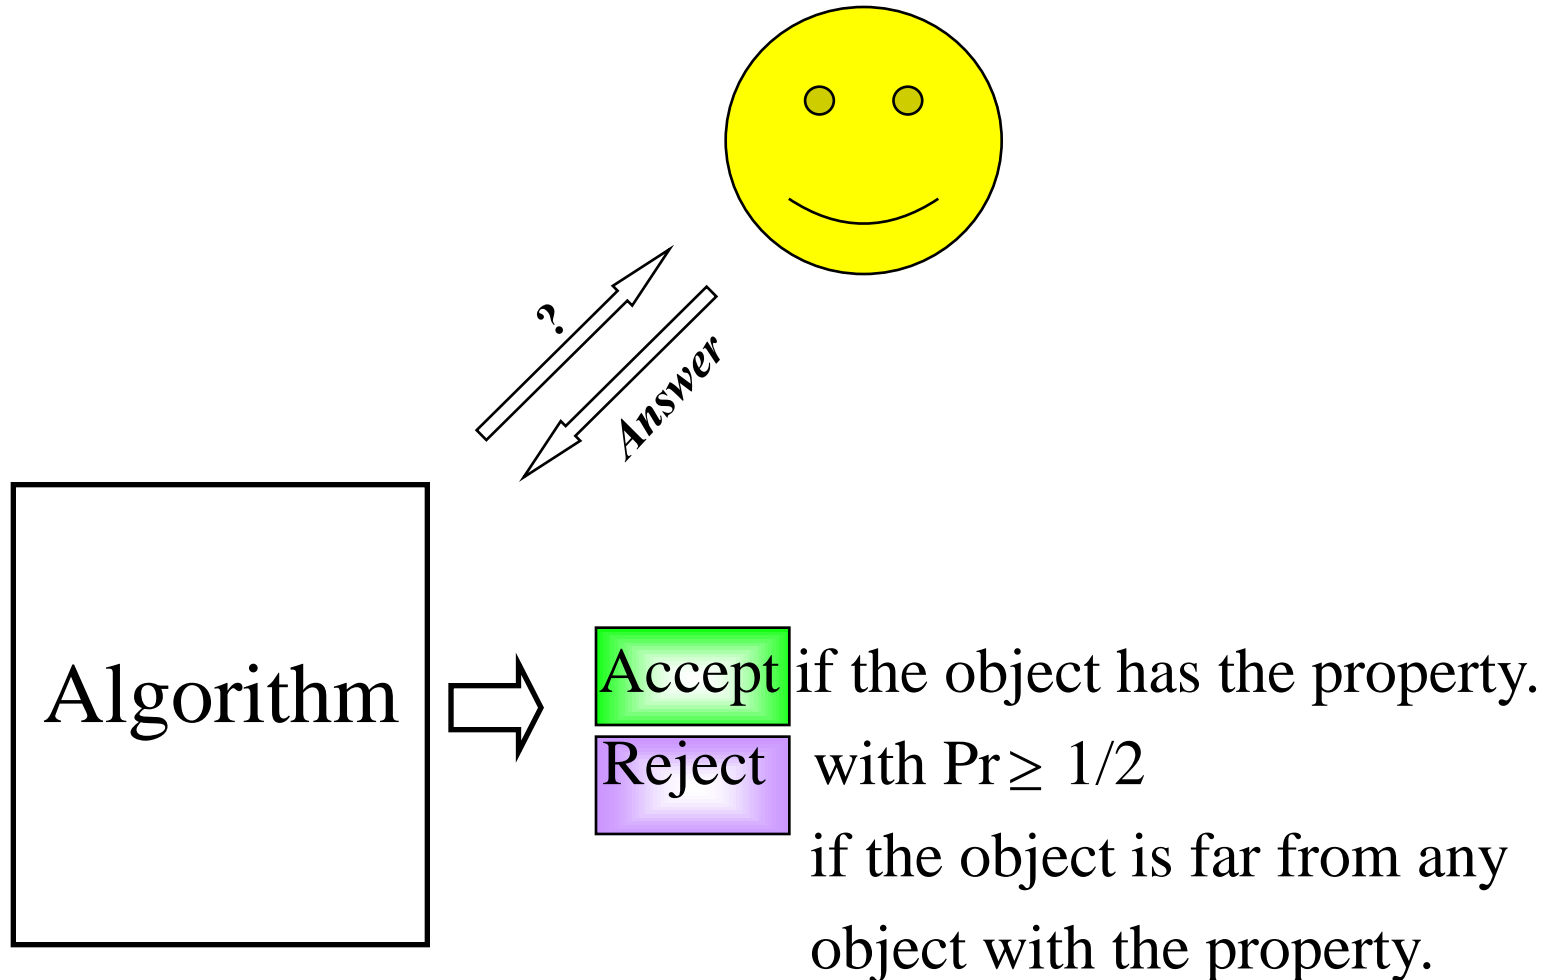 ?
Answer
Algorithm
Accept if the object has the property.
Reject with Pr ≥ 1/2
if the object is far from any
object with the property.